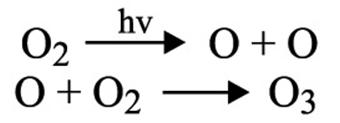 O₂ —hv→ O + O
O + O₂ ⟶ O₃